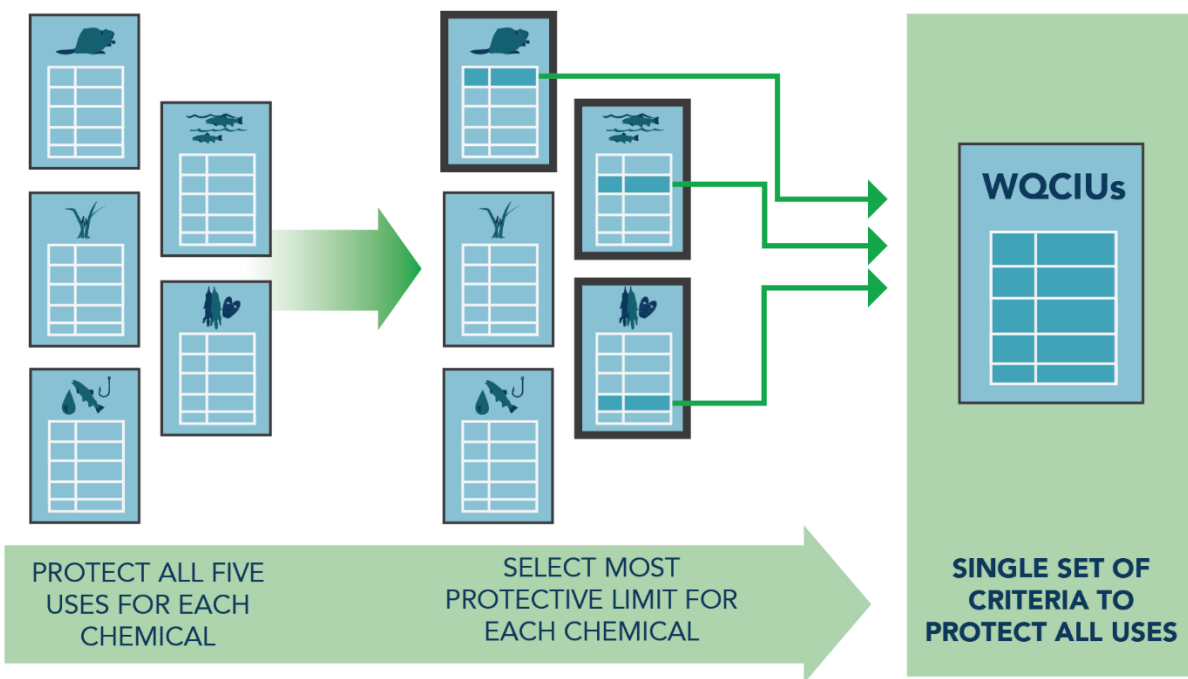 WQCIUs
PROTECT ALL FIVE
USES FOR EACH
CHEMICAL
SELECT MOST
PROTECTIVE LIMIT FOR
EACH CHEMICAL
SINGLE SET OF
CRITERIA TO
PROTECT ALL USES